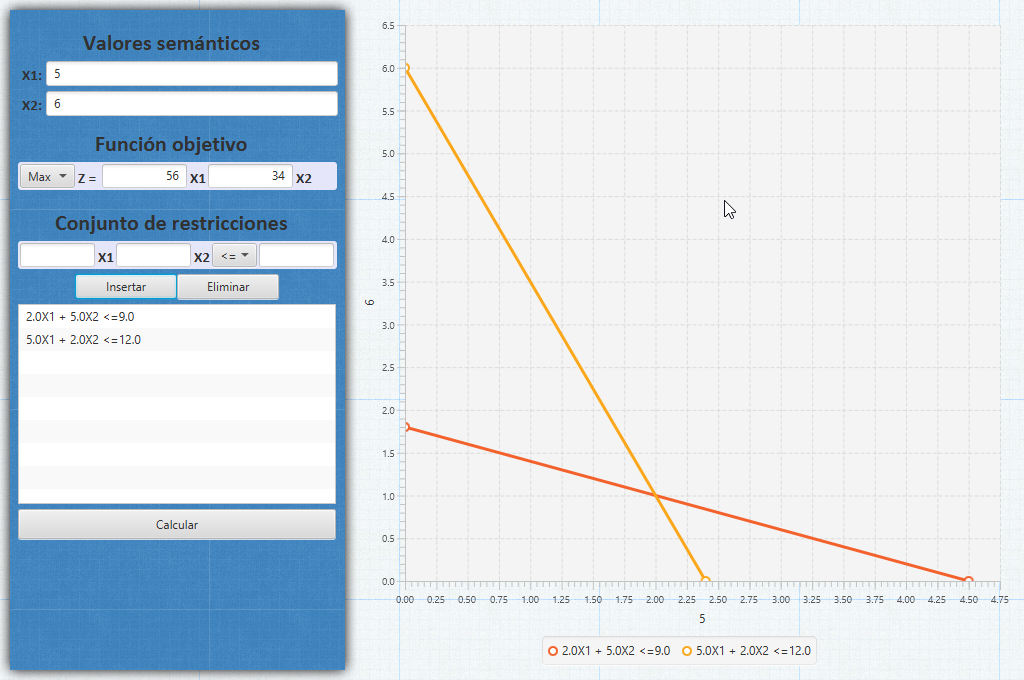 Valores semánticos
X1: 5
X2: 6
Función objetivo
Max Z = 56 X1 34 X2
Conjunto de restricciones
X1 X2 <=
Insertar Eliminar
2.0X1 + 5.0X2 <=9.0
5.0X1 + 2.0X2 <=12.0
Calcular
6.5
6.0
5.5
5.0
4.5
4.0
3.5
3.0
2.5
2.0
1.5
1.0
0.5
0.0
6
0.00 0.25 0.50 0.75 1.00 1.25 1.50 1.75 2.00 2.25 2.50 2.75 3.00 3.25 3.50 3.75 4.00 4.25 4.50 4.75
5
2.0X1 + 5.0X2 <=9.0 5.0X1 + 2.0X2 <=12.0